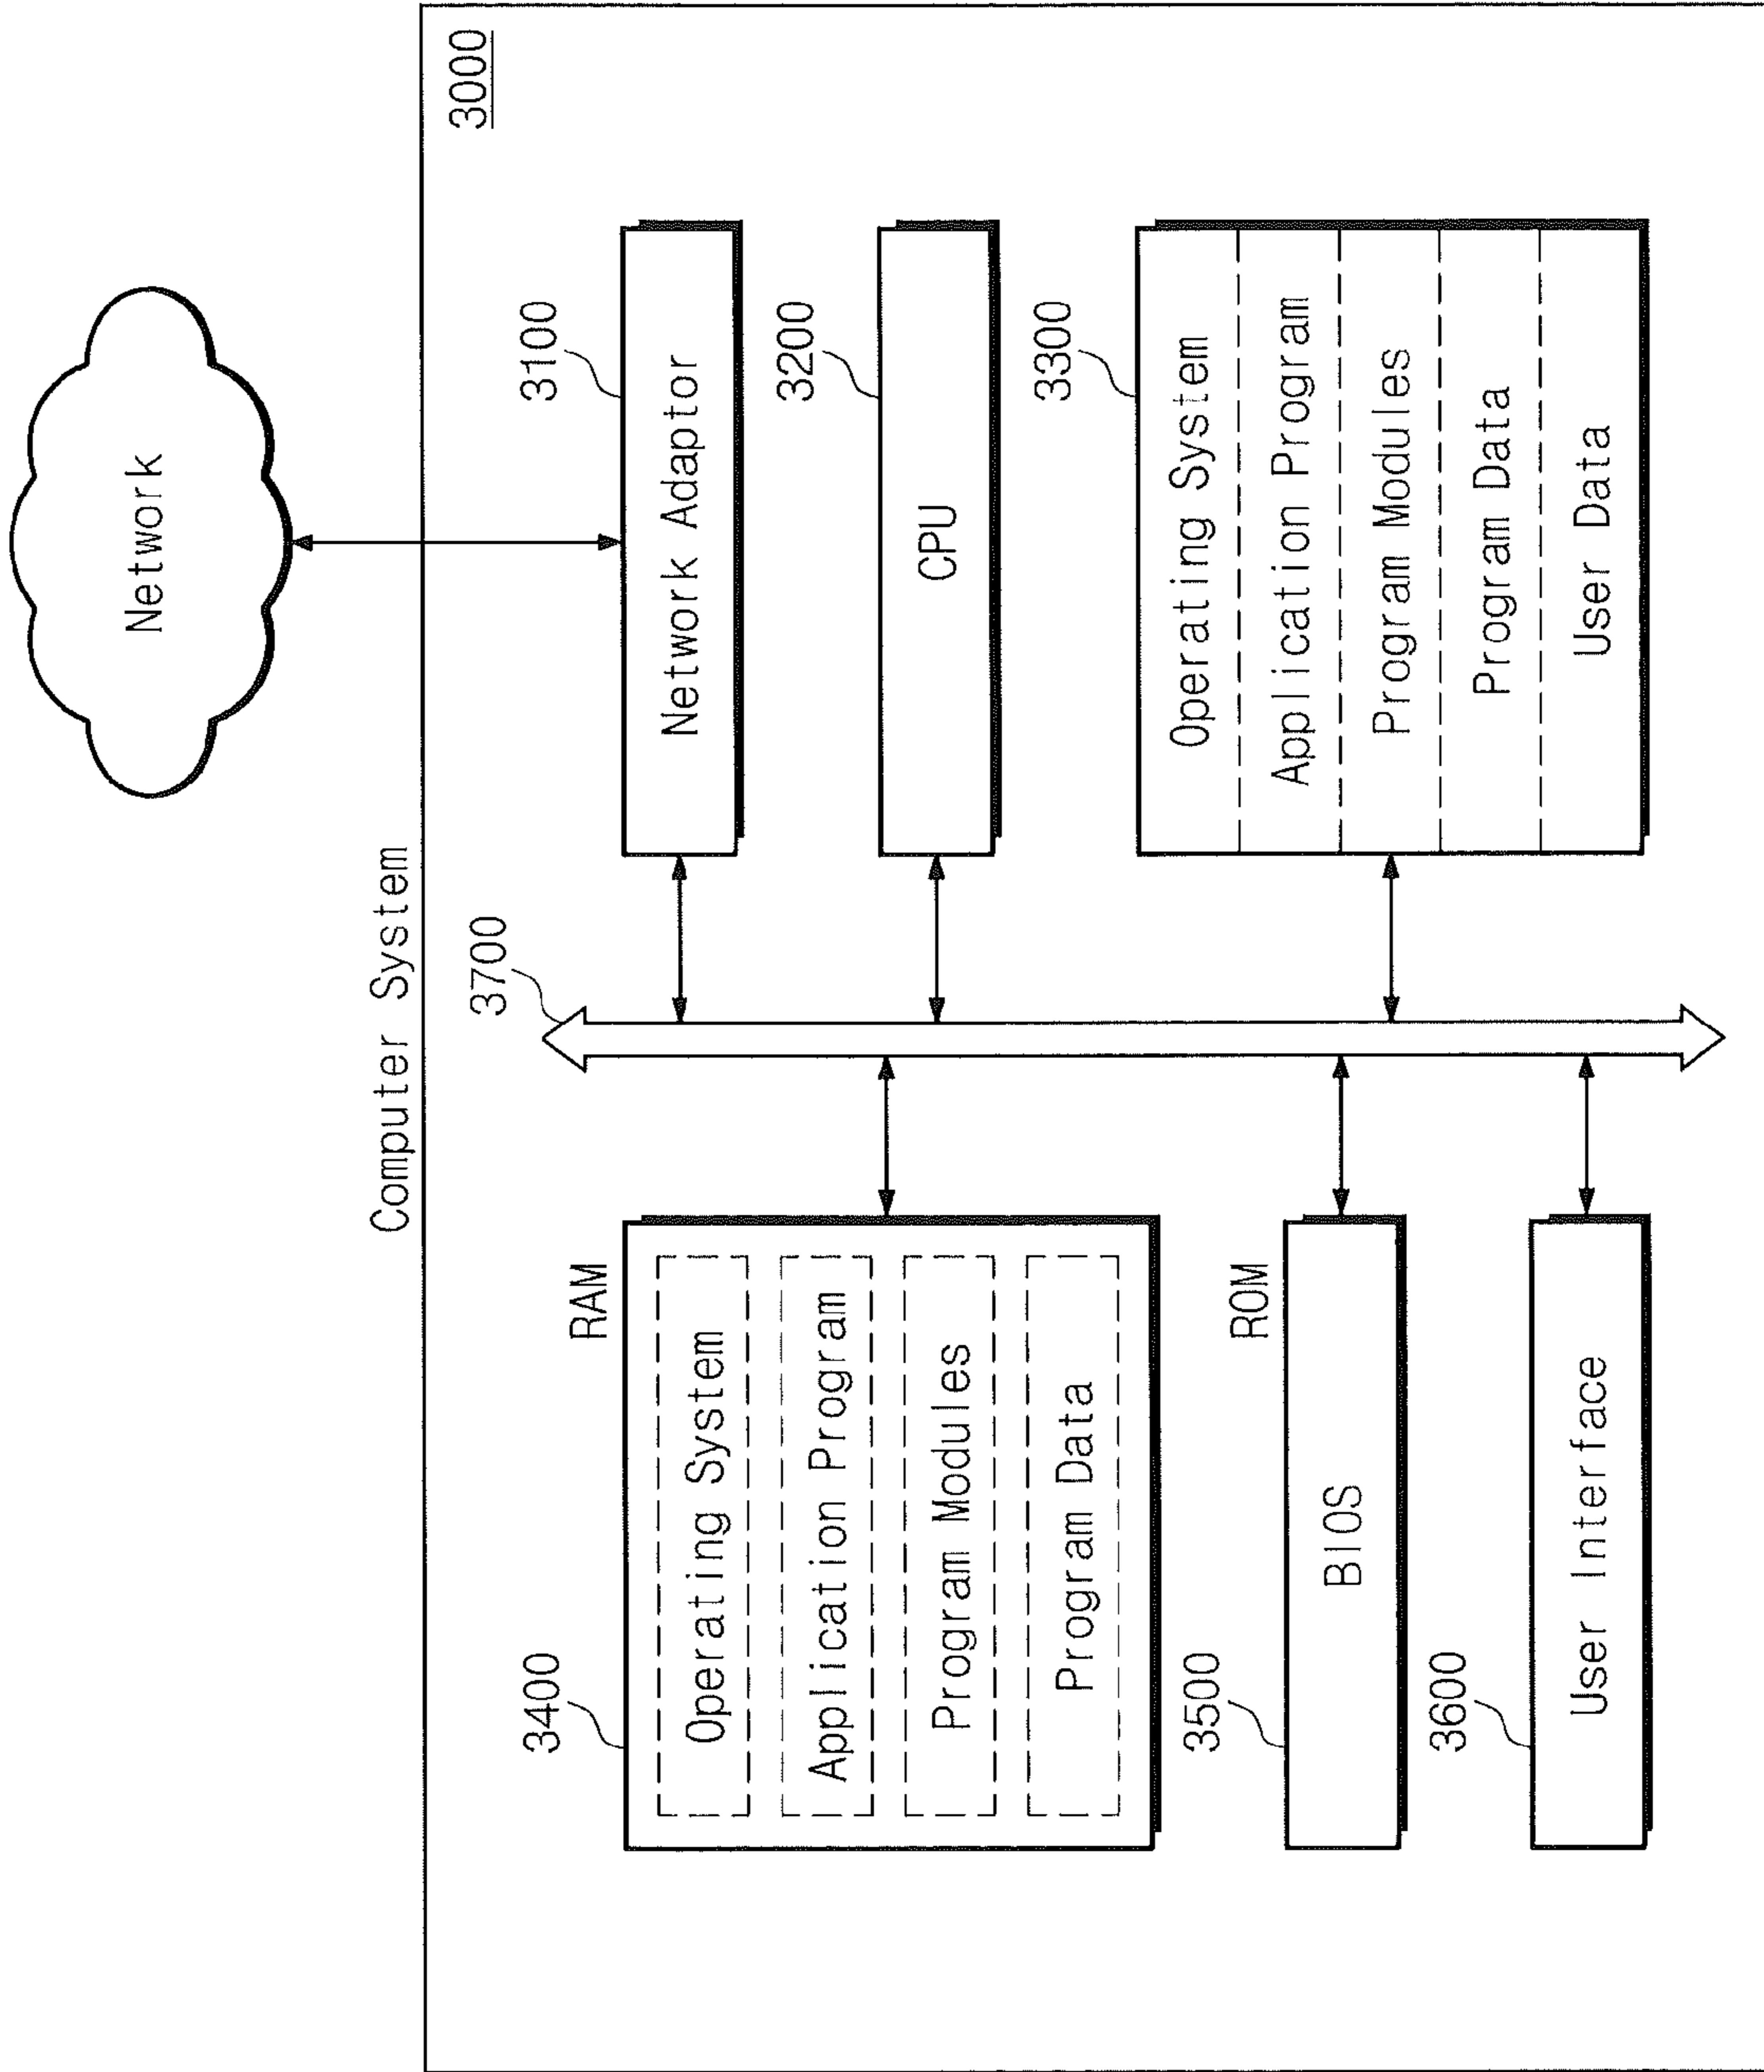 Network
Computer System
3000
3700
3100
Network Adaptor
3200
CPU
3300
Operating System
Application Program
Program Modules
Program Data
User Data
3400
RAM
Operating System
Application Program
Program Modules
Program Data
3500
ROM
BIOS
3600
User Interface